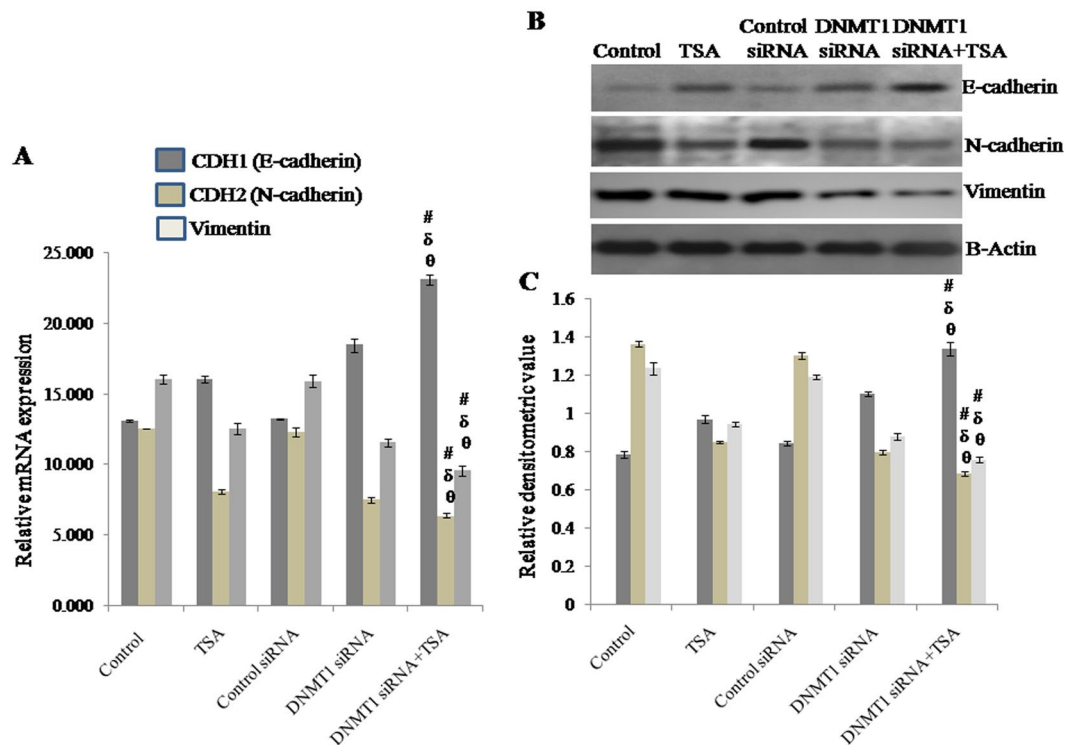 A
CDH1 (E-cadherin)
CDH2 (N-cadherin)
Vimentin
Relative mRNA expression
25.000
20.000
15.000
10.000
5.000
0.000
#
δ
θ
#
δ
θ
#
δ
θ
Control
TSA
Control siRNA
DNMT1 siRNA
DNMT1 siRNA+TSA
B
Control DNMT1 DNMT1
Control TSA siRNA siRNA siRNA+TSA
E-cadherin
N-cadherin
Vimentin
B-Actin
C
Relative densitometric value
1.6
1.4
1.2
1
0.8
0.6
0.4
0.2
0
#
δ
θ
#
δ
θ
#
δ
θ
Control
TSA
Control siRNA
DNMT1 siRNA
DNMT1 siRNA+TSA